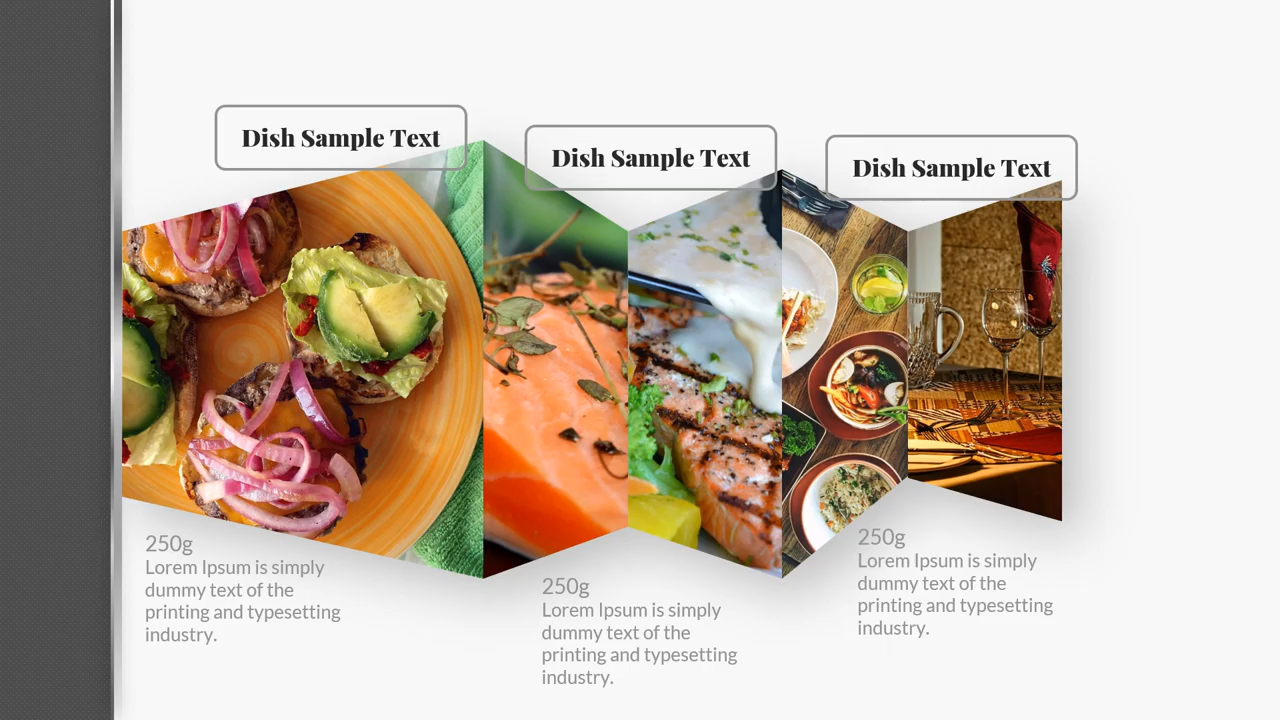 Dish Sample Text
Dish Sample Text
Dish Sample Text
250g
Lorem Ipsum is simply
dummy text of the
printing and typesetting
industry.
250g
Lorem Ipsum is simply
dummy text of the
printing and typesetting
industry.
250g
Lorem Ipsum is simply
dummy text of the
printing and typesetting
industry.